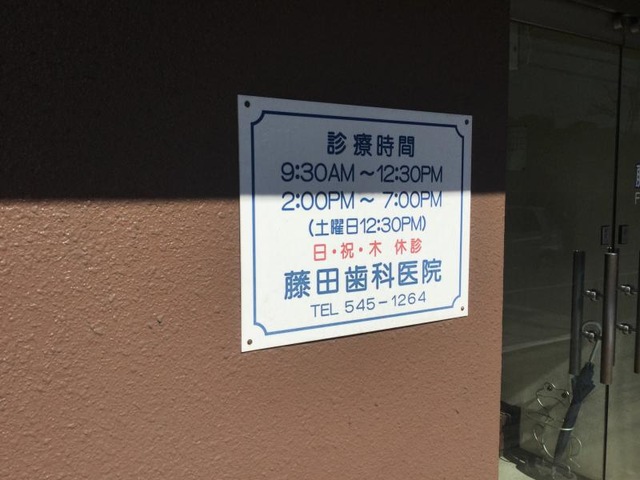 診療時間
9:30AM～12:30PM
2:00PM～ 7:00PM
(土曜日12:30PM)
日・祝・木 休診
藤田歯科医院
TEL 545-1264